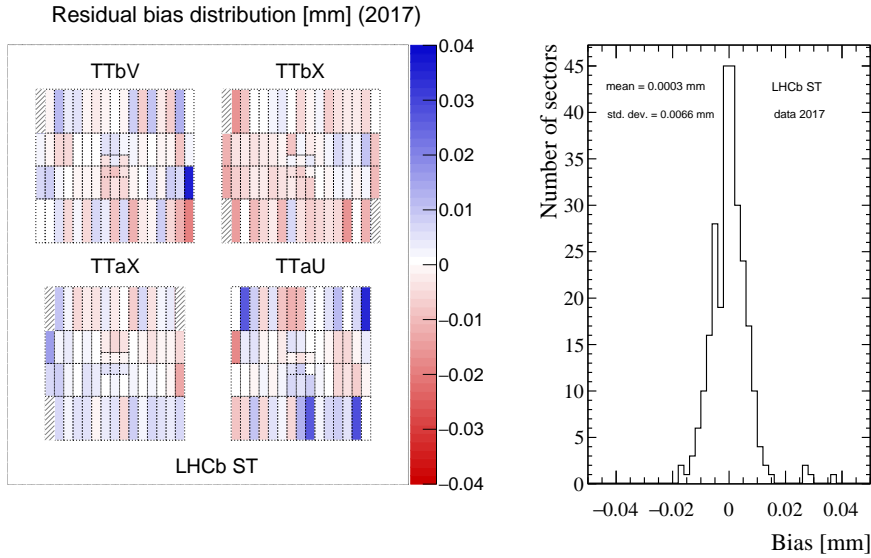 Residual bias distribution [mm] (2017)
TTbV
TTbX
TTaX
TTaU
LHCb ST
0.04
0.03
0.02
0.01
0
−0.01
−0.02
−0.03
−0.04
Number of sectors
45
40
35
30
25
20
15
10
5
0
mean = 0.0003 mm
std. dev. = 0.0066 mm
LHCb ST
data 2017
−0.04
−0.02
0
0.02
0.04
Bias [mm]